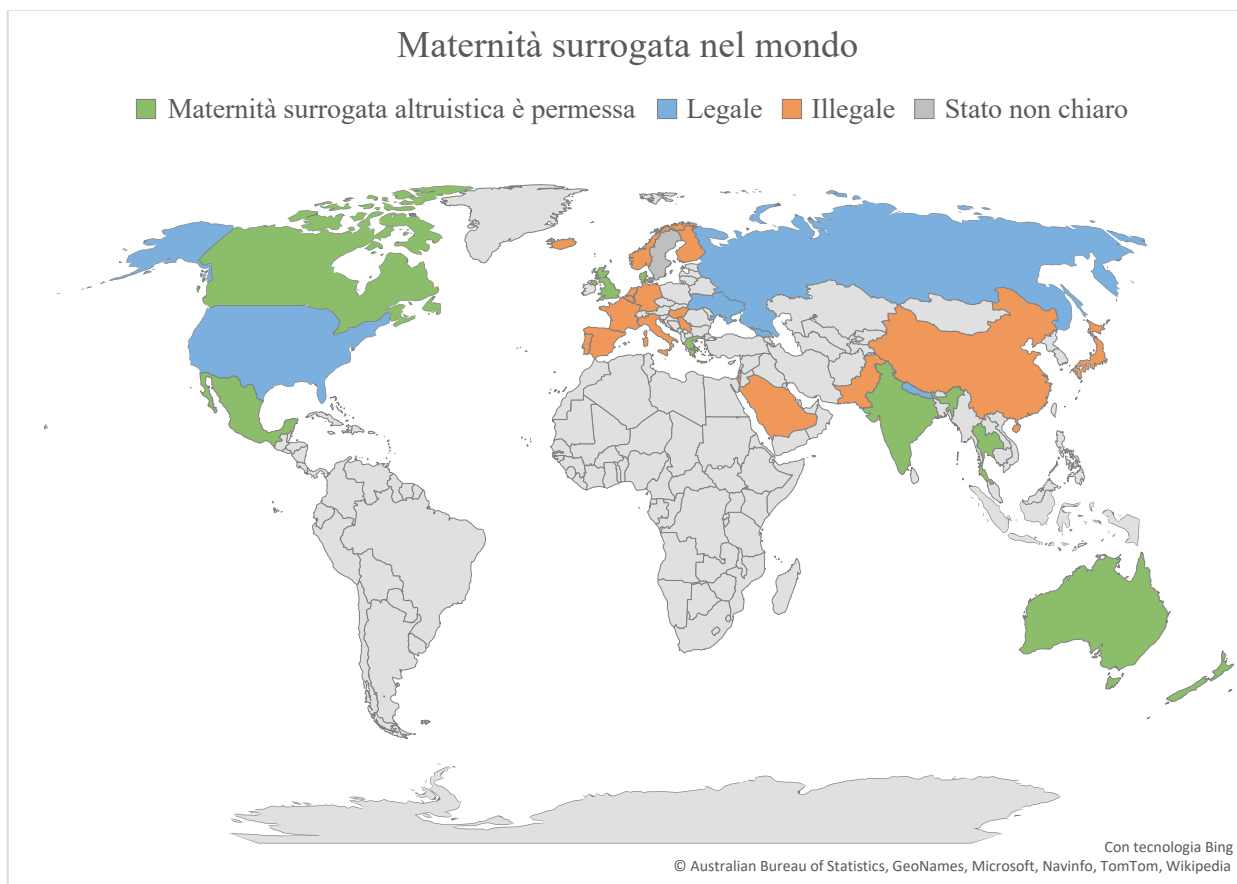 Maternità surrogata nel mondo
Maternità surrogata altruistica è permessa Legale Illegale Stato non chiaro
Con tecnologia Bing
© Australian Bureau of Statistics, GeoNames, Microsoft, Navinfo, TomTom, Wikipedia